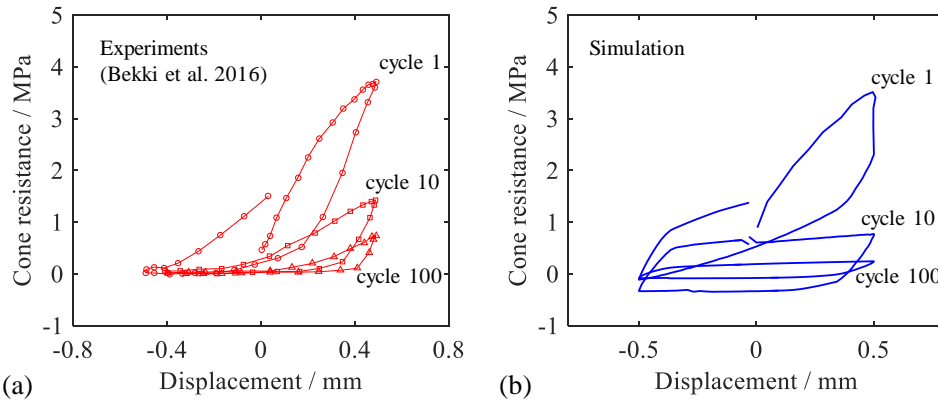 5
4
3
2
1
0
-1
Cone resistance / MPa
Experiments
(Bekki et al. 2016)
cycle 1
cycle 10
cycle 100
-0.8
-0.4
0
0.4
0.8
Displacement / mm
(a)
5
4
3
2
1
0
-1
Cone resistance / MPa
Simulation
cycle 1
cycle 10
cycle 100
-0.5
0
0.5
Displacement / mm
(b)